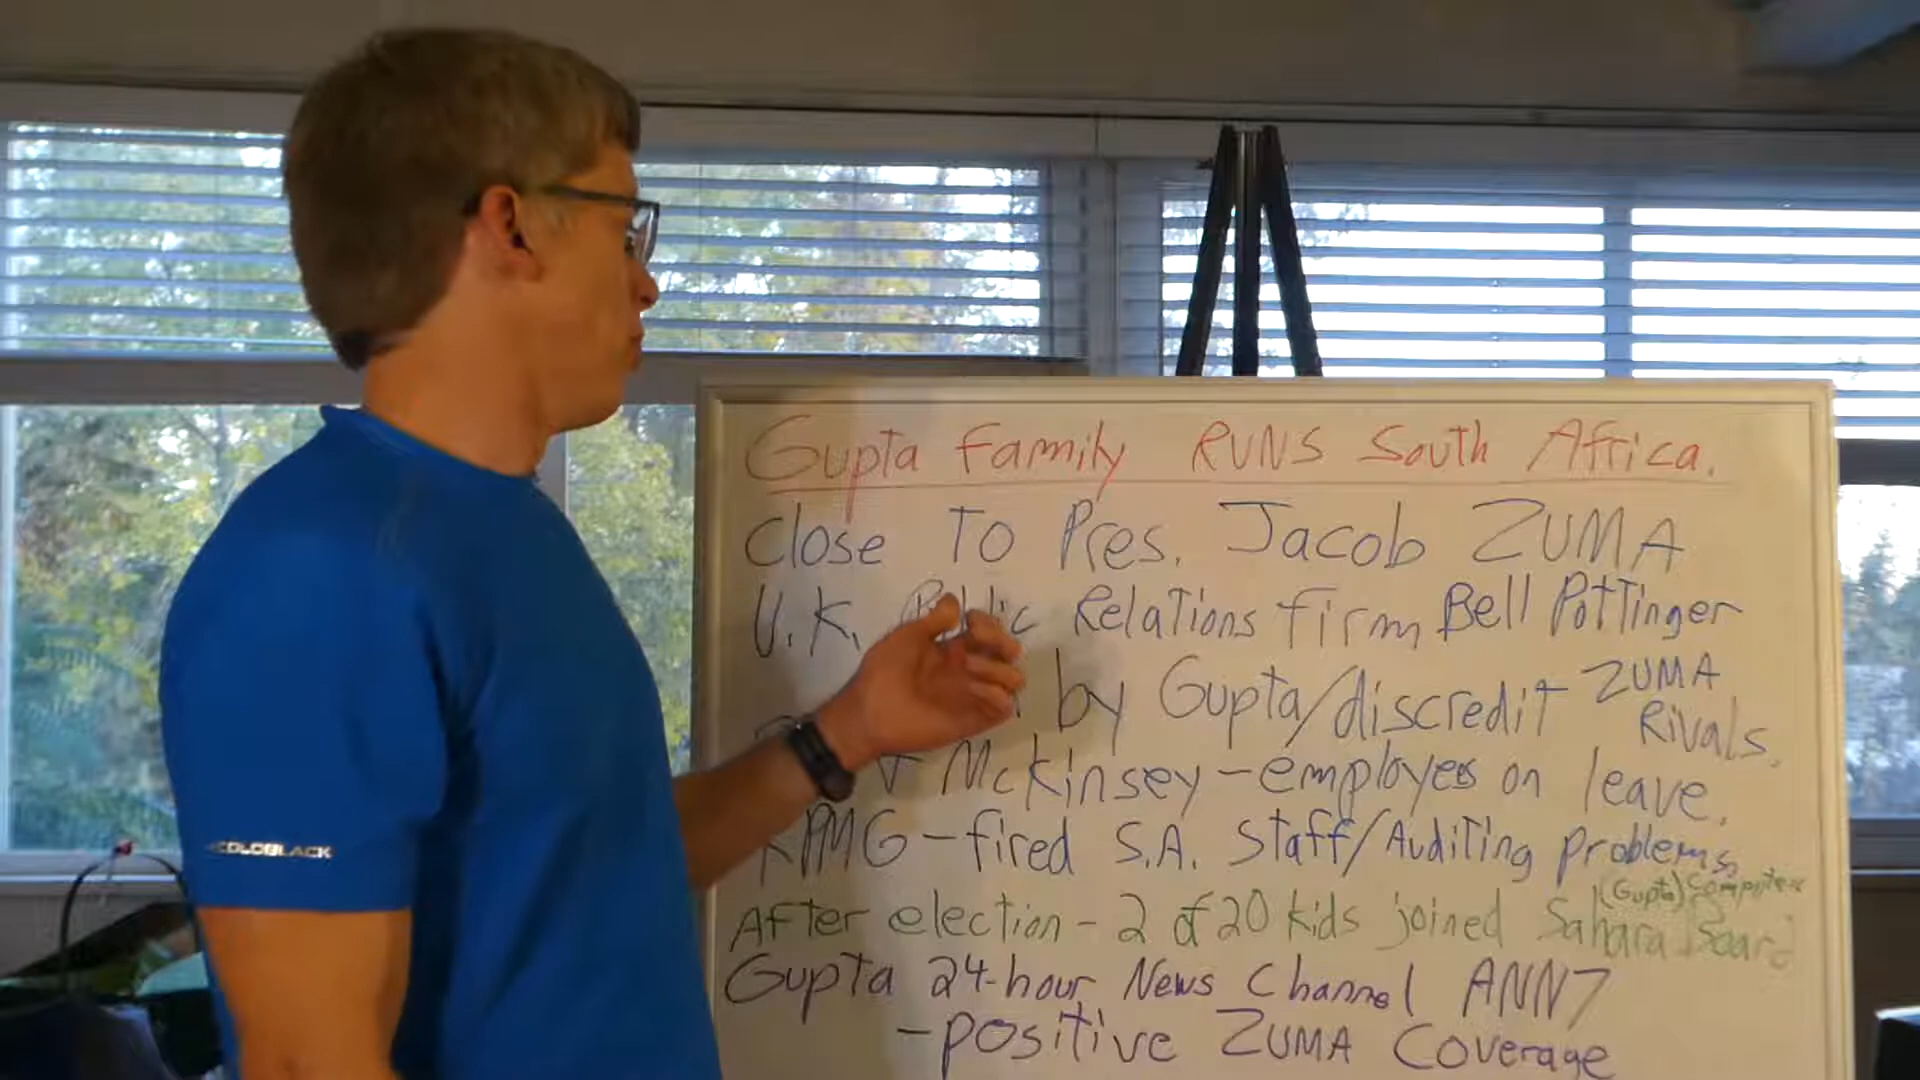 Gupta Family RUNS South Africa.
Close To Pres. Jacob ZUMA
U.K. Public Relations firm Bell Pottinger
by Gupta/discredit ZUMA Rivals.
McKinsey - employees on leave.
KPMG - fired S.A. Staff/Auditing Problems
(Gupta) Computer
After election - 2 of 20 kids joined Sahara Board
Gupta 24-hour News Channel ANN7
- positive ZUMA Coverage
COLDBLACK